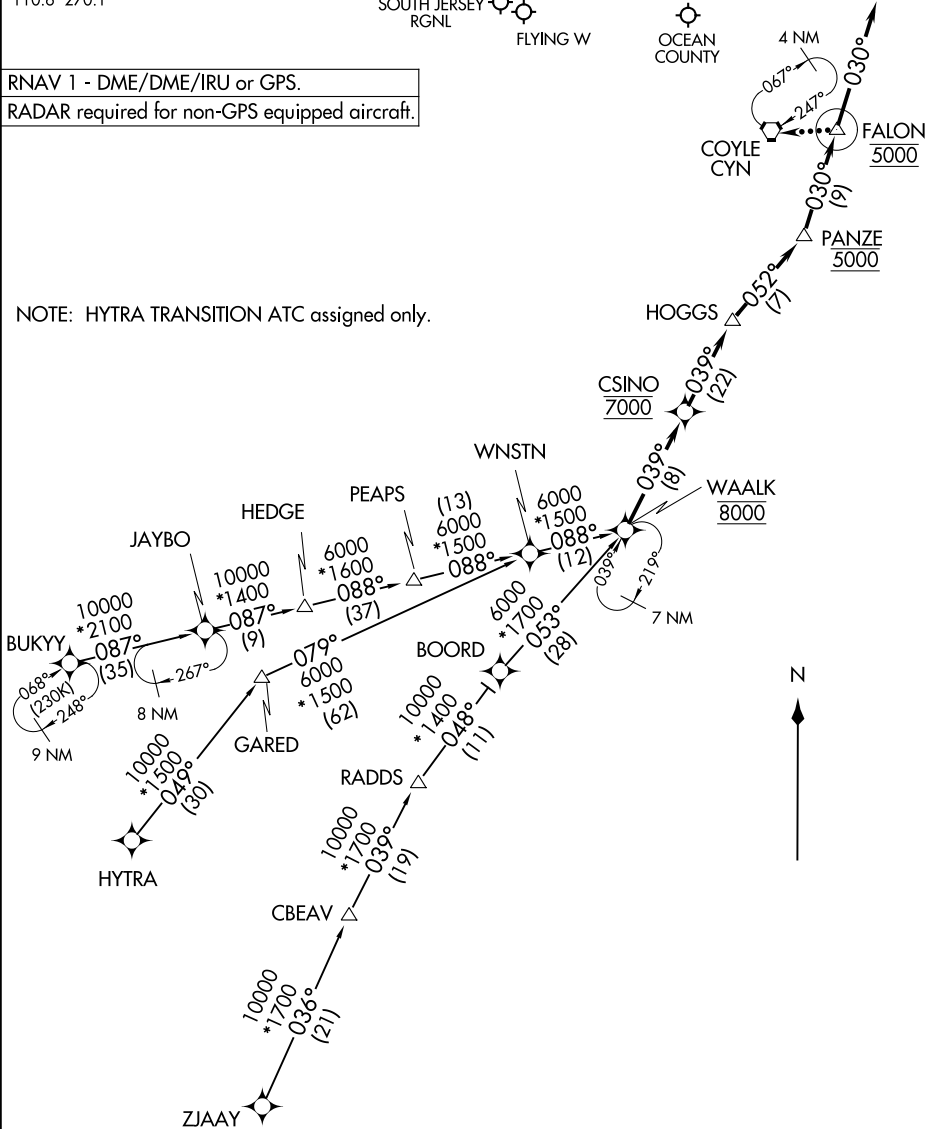 SOUTH JERSEY
RGNL
FLYING W
OCEAN
COUNTY
4 NM
067°
247°
030°
RNAV 1 - DME/DME/IRU or GPS.
RADAR required for non-GPS equipped aircraft.
COYLE
CYN
FALON
5000
030°
(9)
PANZE
5000
052°
(7)
NOTE: HYTRA TRANSITION ATC assigned only.
HOGGS
039°
(22)
CSINO
7000
039°
(8)
WAALK
8000
039°
219°
7 NM
WNSTN
6000
*1500
088°
(12)
PEAPS
(13)
6000
*1500
088°
HEDGE
6000
*1600
088°
(37)
JAYBO
10000
*1400
087°
(9)
267°
8 NM
BUKYY
10000
*2100
087°
(35)
068°
(230K)
248°
9 NM
079°
6000
*1500
(62)
GARED
10000
*1500
049°
(30)
HYTRA
BOORD
6000
*1700
053°
(28)
10000
*1400
048°
(11)
RADDS
10000
*1700
039°
(19)
CBEAV
10000
*1700
036°
(21)
ZJAAY
N